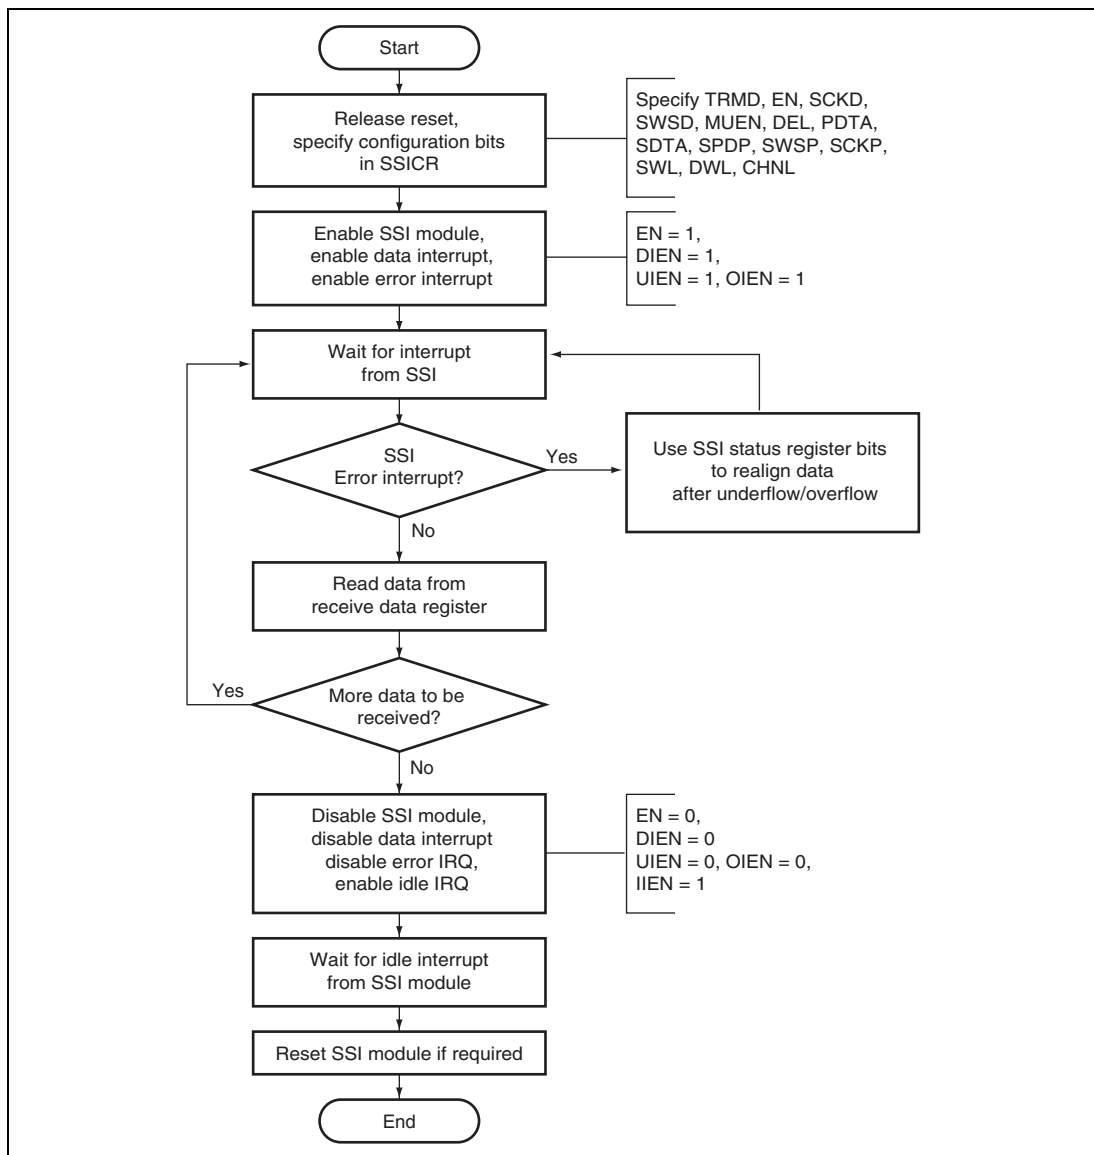 Start
Release reset,
specify configuration bits
in SSICR
Specify TRMD, EN, SCKD,
SWSD, MUEN, DEL, PDTA,
SDTA, SPDP, SWSP, SCKP,
SWL, DWL, CHNL
Enable SSI module,
enable data interrupt,
enable error interrupt
EN = 1,
DIEN = 1,
UIEN = 1, OIEN = 1
Wait for interrupt
from SSI
SSI
Error interrupt?
Yes
Use SSI status register bits
to realign data
after underflow/overflow
No
Read data from
receive data register
More data to be
received?
Yes
No
Disable SSI module,
disable data interrupt
disable error IRQ,
enable idle IRQ
EN = 0,
DIEN = 0
UIEN = 0, OIEN = 0,
IIEN = 1
Wait for idle interrupt
from SSI module
Reset SSI module if required
End